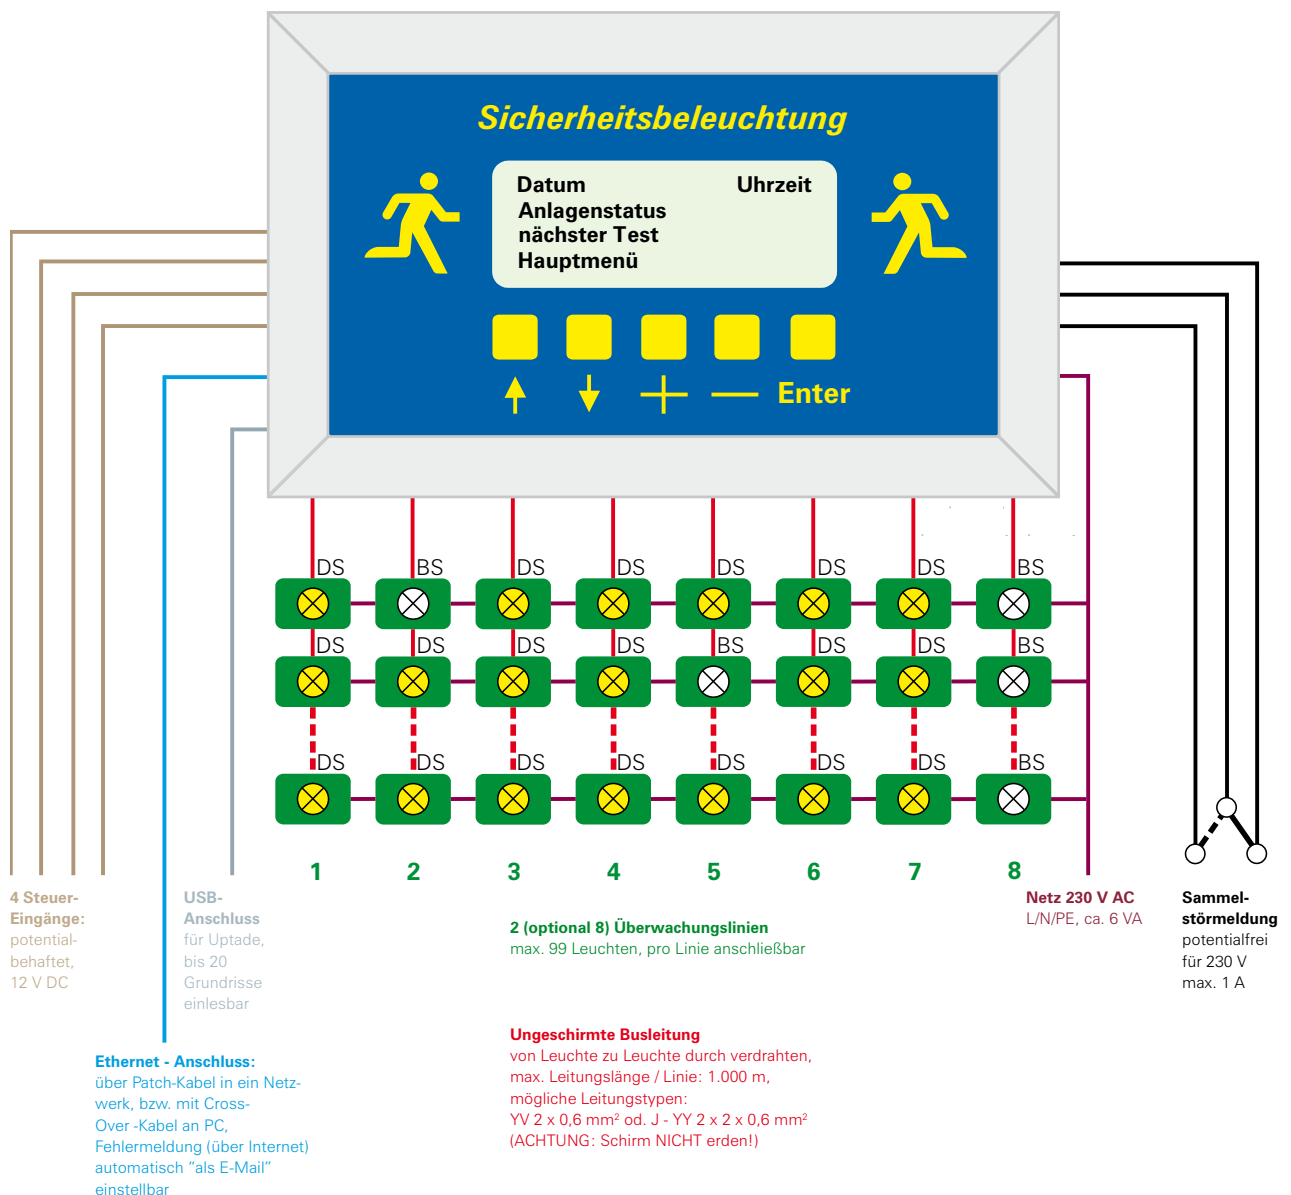 Sicherheitsbeleuchtung
Datum Uhrzeit
Anlagenstatus
nächster Test
Hauptmenü
Enter
DS BS DS DS DS DS DS BS
DS DS DS DS BS DS DS BS
DS DS DS DS DS DS DS BS
1 2 3 4 5 6 7 8
4 Steuer-
Eingänge:
potential-
behaftet,
12 V DC
USB-
Anschluss
für Uptade,
bis 20
Grundrisse
einlesbar
2 (optional 8) Überwachungslinien
max. 99 Leuchten, pro Linie anschließbar
Netz 230 V AC
L/N/PE, ca. 6 VA
Sammel-
störmeldung
potentialfrei
für 230 V
max. 1 A
Ethernet - Anschluss:
über Patch-Kabel in ein Netz-
werk, bzw. mit Cross-
Over -Kabel an PC,
Fehlermeldung (über Internet)
automatisch "als E-Mail"
einstellbar
Ungeschirmte Busleitung
von Leuchte zu Leuchte durch verdrahten,
max. Leitungslänge / Linie: 1.000 m,
mögliche Leitungstypen:
YV 2 x 0,6 mm² od. J - YY 2 x 2 x 0,6 mm²
(ACHTUNG: Schirm NICHT erden!)